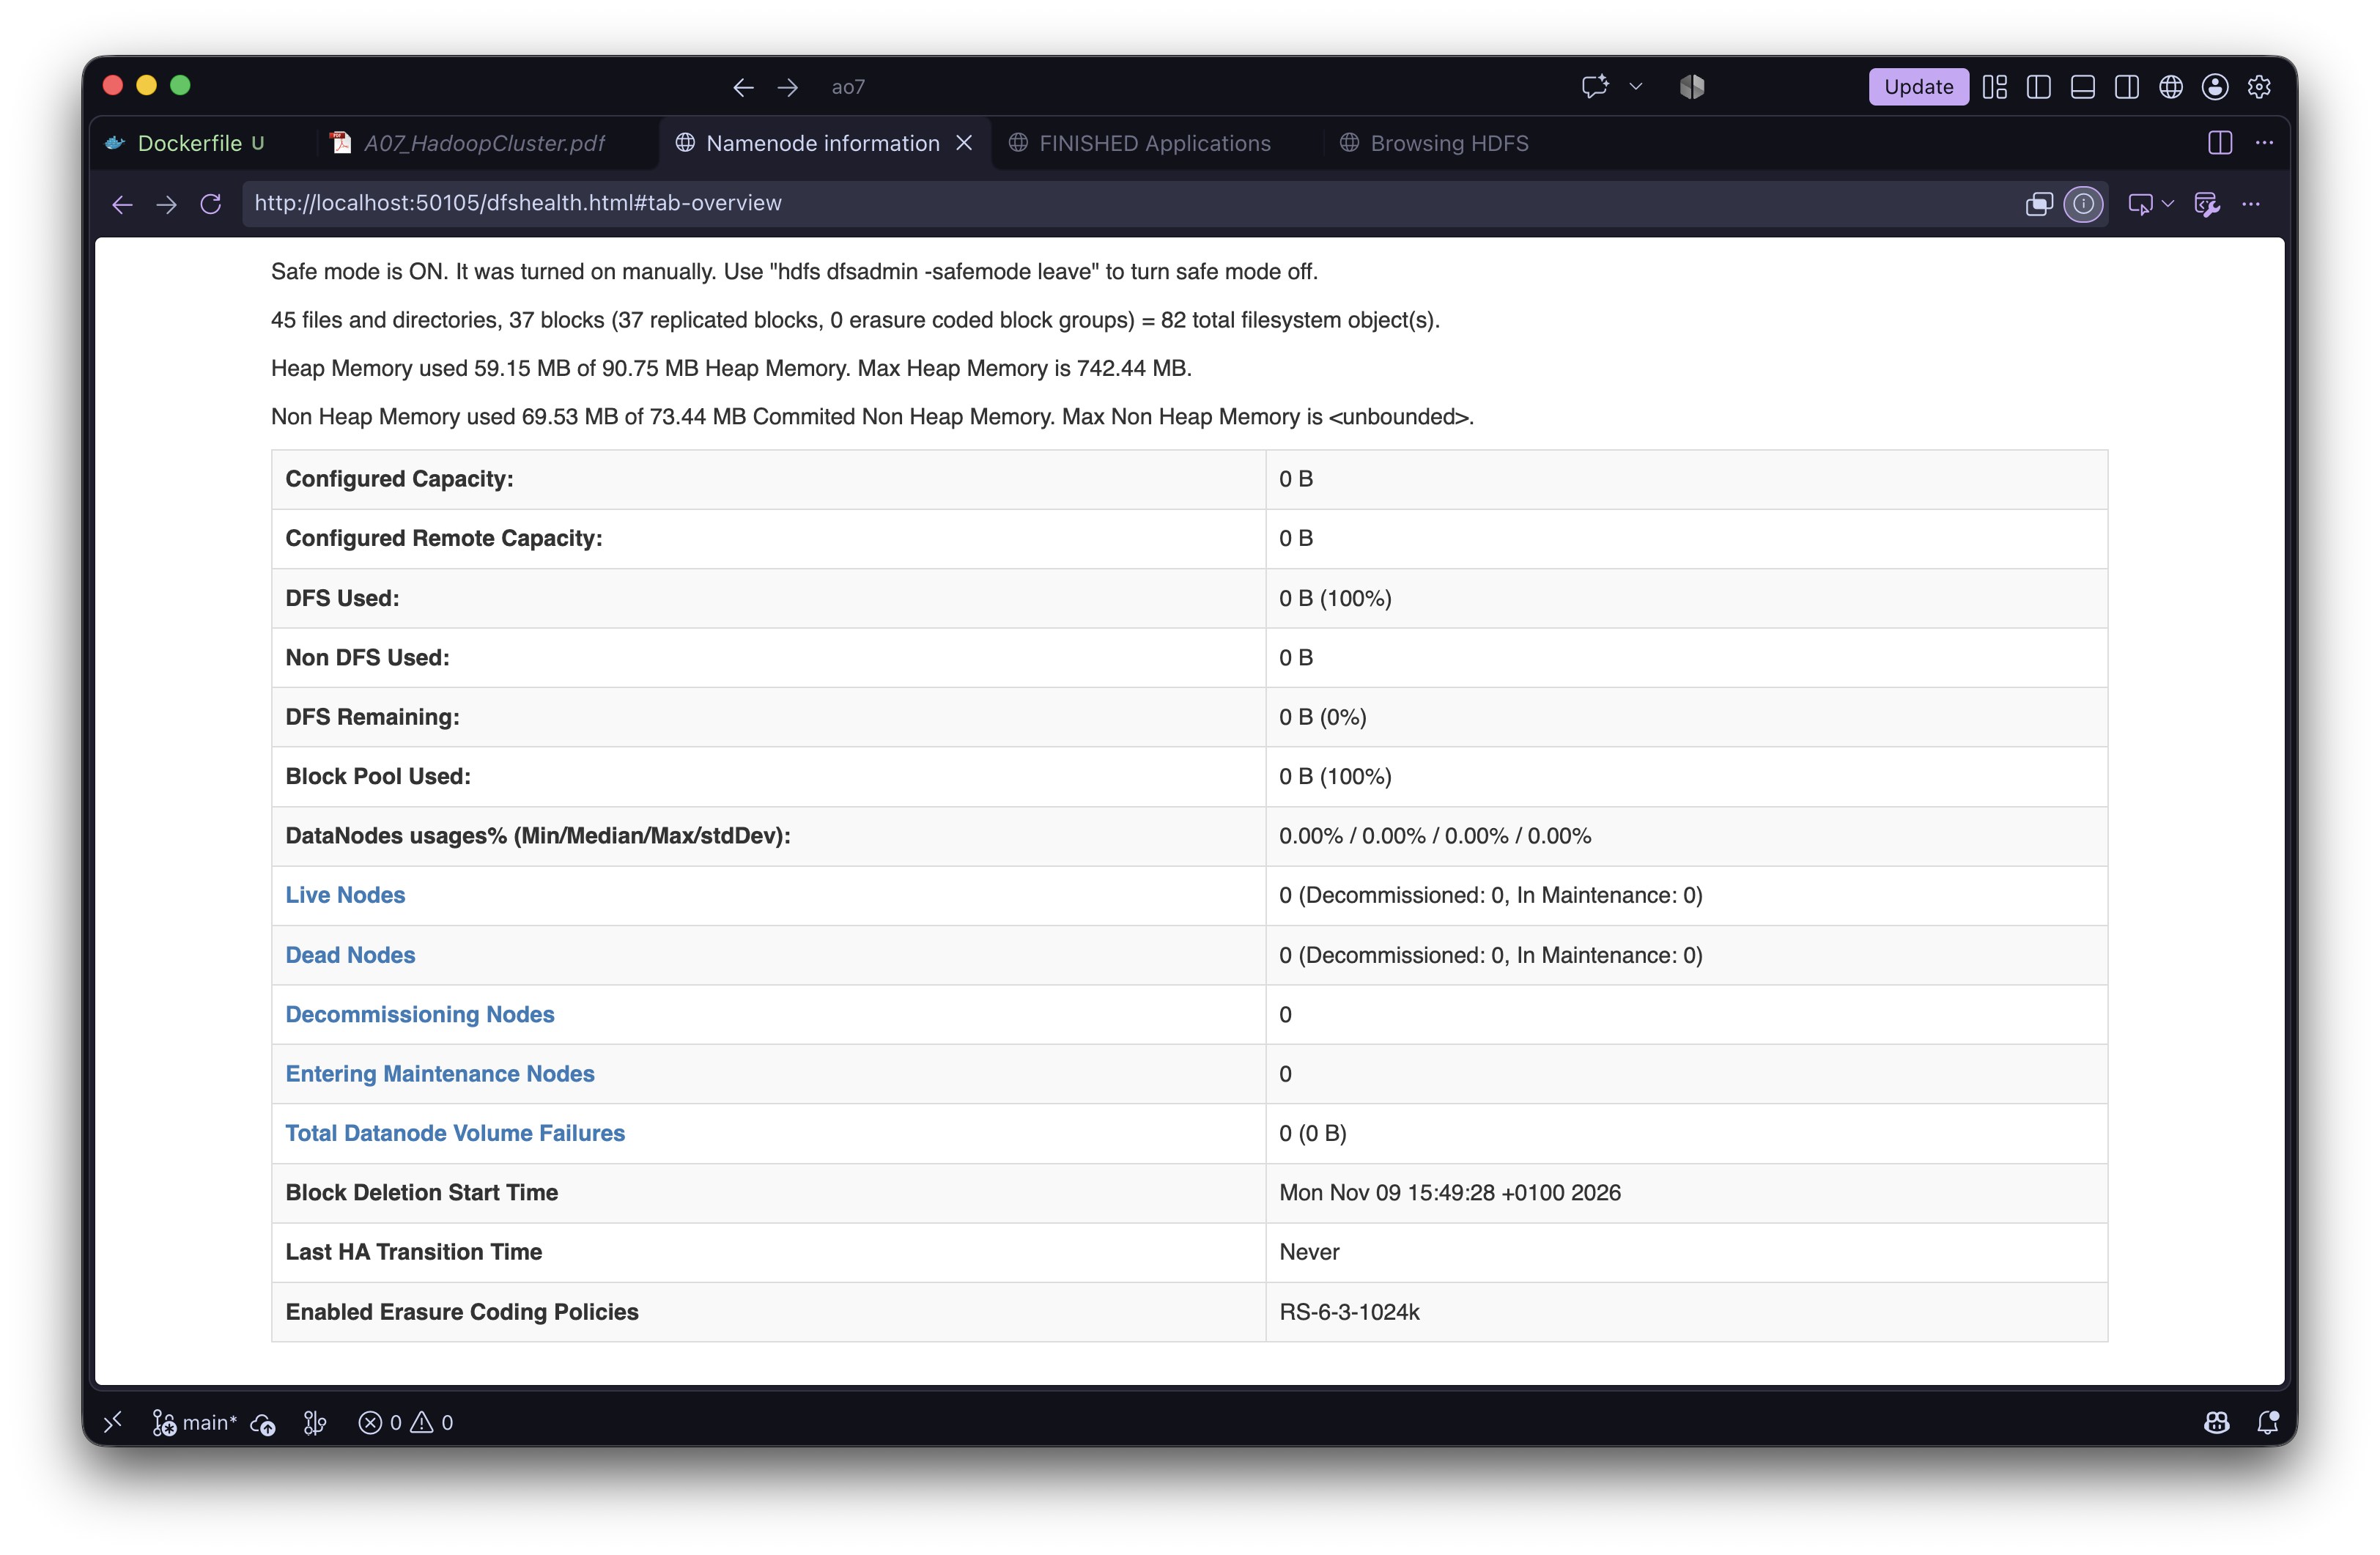 ao7
Update
Dockerfile U
A07_HadoopCluster.pdf
Namenode information
FINISHED Applications
Browsing HDFS
http://localhost:50105/dfshealth.html#tab-overview
Safe mode is ON. It was turned on manually. Use "hdfs dfsadmin -safemode leave" to turn safe mode off.
45 files and directories, 37 blocks (37 replicated blocks, 0 erasure coded block groups) = 82 total filesystem object(s).
Heap Memory used 59.15 MB of 90.75 MB Heap Memory. Max Heap Memory is 742.44 MB.
Non Heap Memory used 69.53 MB of 73.44 MB Commited Non Heap Memory. Max Non Heap Memory is <unbounded>.
Configured Capacity: 0 B
Configured Remote Capacity: 0 B
DFS Used: 0 B (100%)
Non DFS Used: 0 B
DFS Remaining: 0 B (0%)
Block Pool Used: 0 B (100%)
DataNodes usages% (Min/Median/Max/stdDev): 0.00% / 0.00% / 0.00% / 0.00%
Live Nodes 0 (Decommissioned: 0, In Maintenance: 0)
Dead Nodes 0 (Decommissioned: 0, In Maintenance: 0)
Decommissioning Nodes 0
Entering Maintenance Nodes 0
Total Datanode Volume Failures 0 (0 B)
Block Deletion Start Time Mon Nov 09 15:49:28 +0100 2026
Last HA Transition Time Never
Enabled Erasure Coding Policies RS-6-3-1024k
main* 0 0